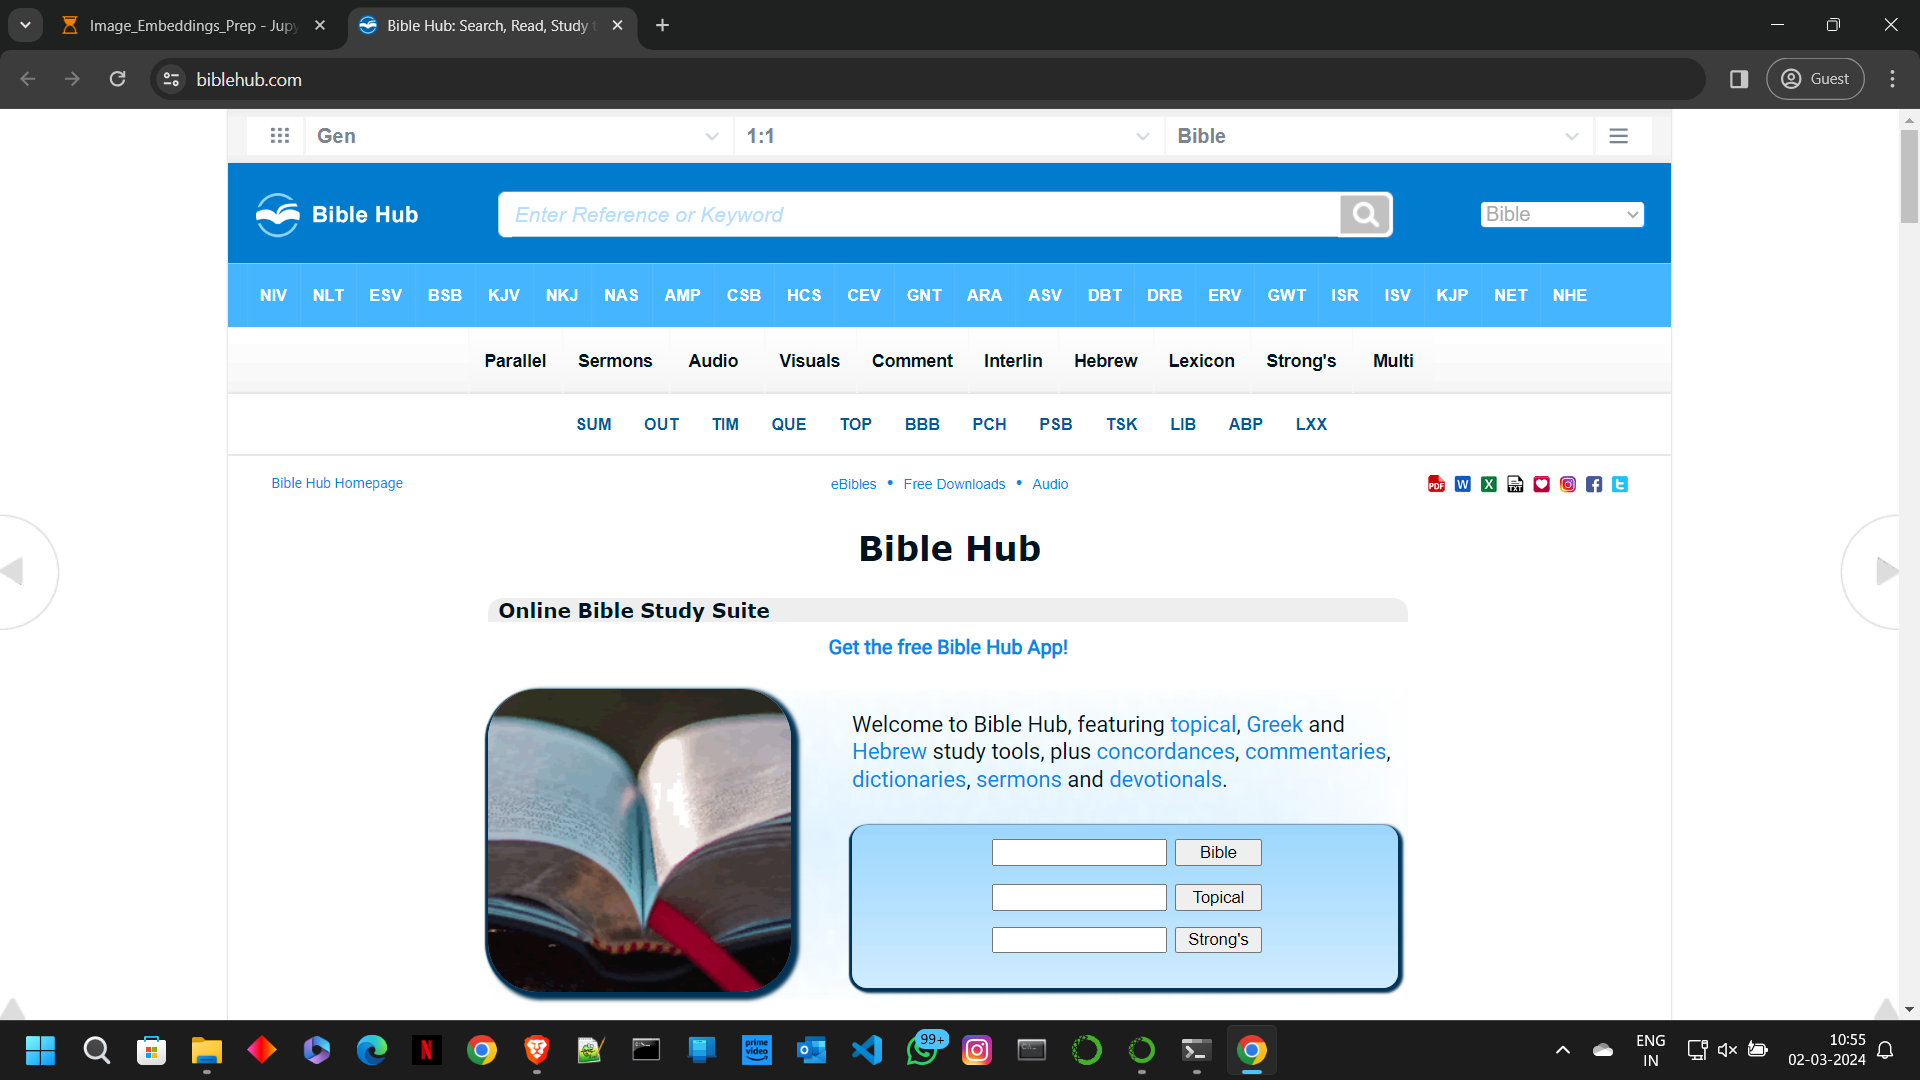 Image_Embeddings_Prep - Jupy
Bible Hub: Search, Read, Study t
biblehub.com
Guest
Gen 1:1 Bible
Bible Hub
Enter Reference or Keyword
Bible
NIV NLT ESV BSB KJV NKJ NAS AMP CSB HCS CEV GNT ARA ASV DBT DRB ERV GWT ISR ISV KJP NET NHE
Parallel Sermons Audio Visuals Comment Interlin Hebrew Lexicon Strong's Multi
SUM OUT TIM QUE TOP BBB PCH PSB TSK LIB ABP LXX
Bible Hub Homepage
eBibles • Free Downloads • Audio
PDF W X TXT
Bible Hub
Online Bible Study Suite
Get the free Bible Hub App!
Welcome to Bible Hub, featuring topical, Greek and
Hebrew study tools, plus concordances, commentaries,
dictionaries, sermons and devotionals.
Bible
Topical
Strong's
prime
video
99+
ENG
IN
10:55
02-03-2024